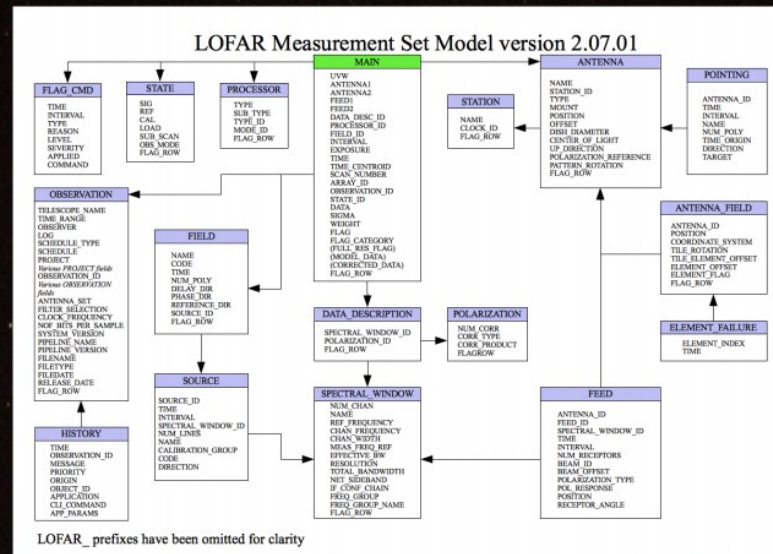 LOFAR Measurement Set Model version 2.07.01
FLAG_CMD
TIME
INTERVAL
TYPE
REASON
LEVEL
SEVERITY
APPLIED
COMMAND
STATE
SIG
REF
CAL
LOAD
SUB_SCAN
OBS_MODE
FLAG_ROW
PROCESSOR
TYPE
SUB_TYPE
TYPE_ID
MODE_ID
FLAG_ROW
MAIN
UVW
ANTENNA1
ANTENNA2
FEED1
FEED2
DATA_DESC_ID
PROCESSOR_ID
FIELD_ID
INTERVAL
EXPOSURE
TIME
TIME_CENTROID
SCAN_NUMBER
ARRAY_ID
OBSERVATION_ID
STATE_ID
DATA
SIGMA
WEIGHT
FLAG
FLAG_CATEGORY
(FULL_RES_FLAG)
(MODEL_DATA)
(CORRECTED_DATA)
FLAG_ROW
STATION
NAME
CLOCK_ID
FLAG_ROW
ANTENNA
NAME
STATION_ID
TYPE
MOUNT
POSITION
OFFSET
DISH_DIAMETER
CENTER_OF_LIGHT
UP_DIRECTION
POLARIZATION_REFERENCE
PATTERN_ROTATION
FLAG_ROW
POINTING
ANTENNA_ID
TIME
INTERVAL
NAME
NUM_POLY
TIME_ORIGIN
DIRECTION
TARGET
OBSERVATION
TELESCOPE_NAME
TIME_RANGE
OBSERVER
LOG
SCHEDULE_TYPE
SCHEDULE
PROJECT
Various PROJECT fields
OBSERVATION_ID
Various OBSERVATION
fields
ANTENNA_SET
FILTER_SELECTION
CLOCK_FREQUENCY
NOF_BITS_PER_SAMPLE
SYSTEM_VERSION
PIPELINE_NAME
PIPELINE_VERSION
FILENAME
FILETYPE
FILEDATE
RELEASE_DATE
FLAG_ROW
FIELD
NAME
CODE
TIME
NUM_POLY
DELAY_DIR
PHASE_DIR
REFERENCE_DIR
SOURCE_ID
FLAG_ROW
ANTENNA_FIELD
ANTENNA_ID
POSITION
COORDINATE_SYSTEM
TILE_ROTATION
TILE_ELEMENT_OFFSET
ELEMENT_OFFSET
ELEMENT_FLAG
FLAG_ROW
DATA_DESCRIPTION
SPECTRAL_WINDOW_ID
POLARIZATION_ID
FLAG_ROW
POLARIZATION
NUM_CORR
CORR_TYPE
CORR_PRODUCT
FLAGROW
ELEMENT_FAILURE
ELEMENT_INDEX
TIME
SOURCE
SOURCE_ID
TIME
INTERVAL
SPECTRAL_WINDOW_ID
NUM_LINES
NAME
CALIBRATION_GROUP
CODE
DIRECTION
SPECTRAL_WINDOW
NUM_CHAN
NAME
REF_FREQUENCY
CHAN_FREQUENCY
CHAN_WIDTH
MEAS_FREQ_REF
EFFECTIVE_BW
RESOLUTION
TOTAL_BANDWIDTH
NET_SIDEBAND
IF_CONF_CHAIN
FREQ_GROUP
FREQ_GROUP_NAME
FLAG_ROW
FEED
ANTENNA_ID
FEED_ID
SPECTRAL_WINDOW_ID
TIME
INTERVAL
NUM_RECEPTORS
BEAM_ID
BEAM_OFFSET
POLARIZATION_TYPE
POL_RESPONSE
POSITION
RECEPTOR_ANGLE
HISTORY
TIME
OBSERVATION_ID
MESSAGE
PRIORITY
ORIGIN
OBJECT_ID
APPLICATION
CLI_COMMAND
APP_PARAMS
LOFAR_ prefixes have been omitted for clarity